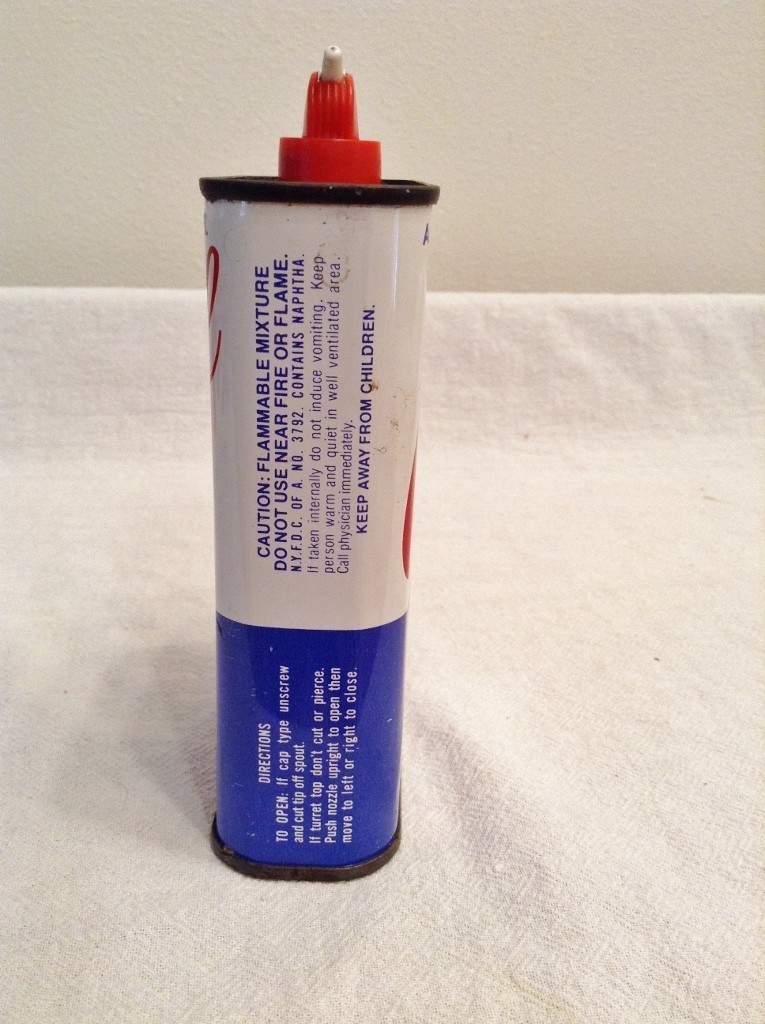 CAUTION: FLAMMABLE MIXTURE
DO NOT USE NEAR FIRE OR FLAME.
N.Y.F.D.C. OF A. NO. 3792. CONTAINS NAPHTHA.
If taken internally do not induce vomiting. Keep
person warm and quiet in well ventilated area.
Call physician immediately.
KEEP AWAY FROM CHILDREN.
DIRECTIONS
TO OPEN: If cap type unscrew
and cut tip off spout.
If turret top don't cut or pierce.
Push nozzle upright to open then
move to left or right to close.